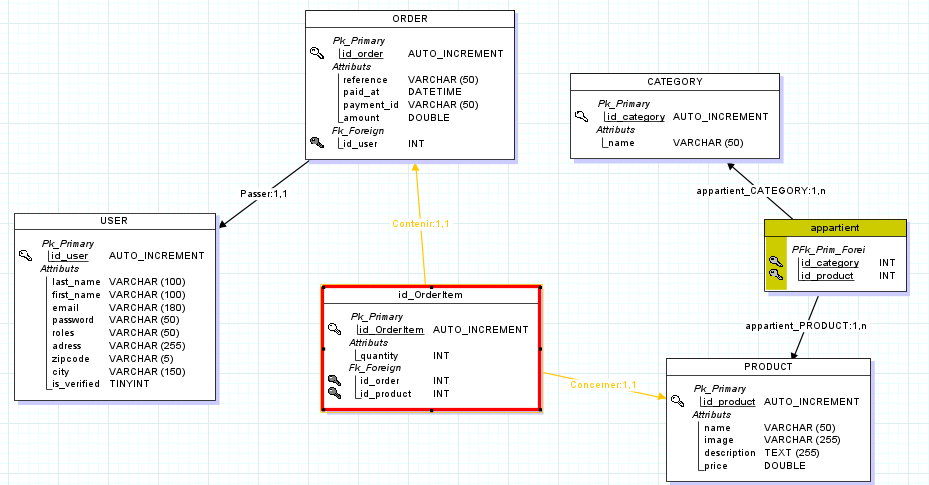 ORDER
Pk_Primary
id_order AUTO_INCREMENT
Attributs
reference VARCHAR (50)
paid_at DATETIME
payment_id VARCHAR (50)
amount DOUBLE
Fk_Foreign
id_user INT
CATEGORY
Pk_Primary
id_category AUTO_INCREMENT
Attributs
name VARCHAR (50)
Passer:1,1
appartient_CATEGORY:1,n
USER
Pk_Primary
id_user AUTO_INCREMENT
Attributs
last_name VARCHAR (100)
first_name VARCHAR (100)
email VARCHAR (180)
password VARCHAR (50)
roles VARCHAR (50)
adress VARCHAR (255)
zipcode VARCHAR (5)
city VARCHAR (150)
is_verified TINYINT
Contenir:1,1
appartient
PFk_Prim_Forei
id_category INT
id_product INT
id_OrderItem
Pk_Primary
id_OrderItem AUTO_INCREMENT
Attributs
quantity INT
Fk_Foreign
id_order INT
id_product INT
appartient_PRODUCT:1,n
Concerner:1,1
PRODUCT
Pk_Primary
id_product AUTO_INCREMENT
Attributs
name VARCHAR (50)
image VARCHAR (255)
description TEXT (255)
price DOUBLE